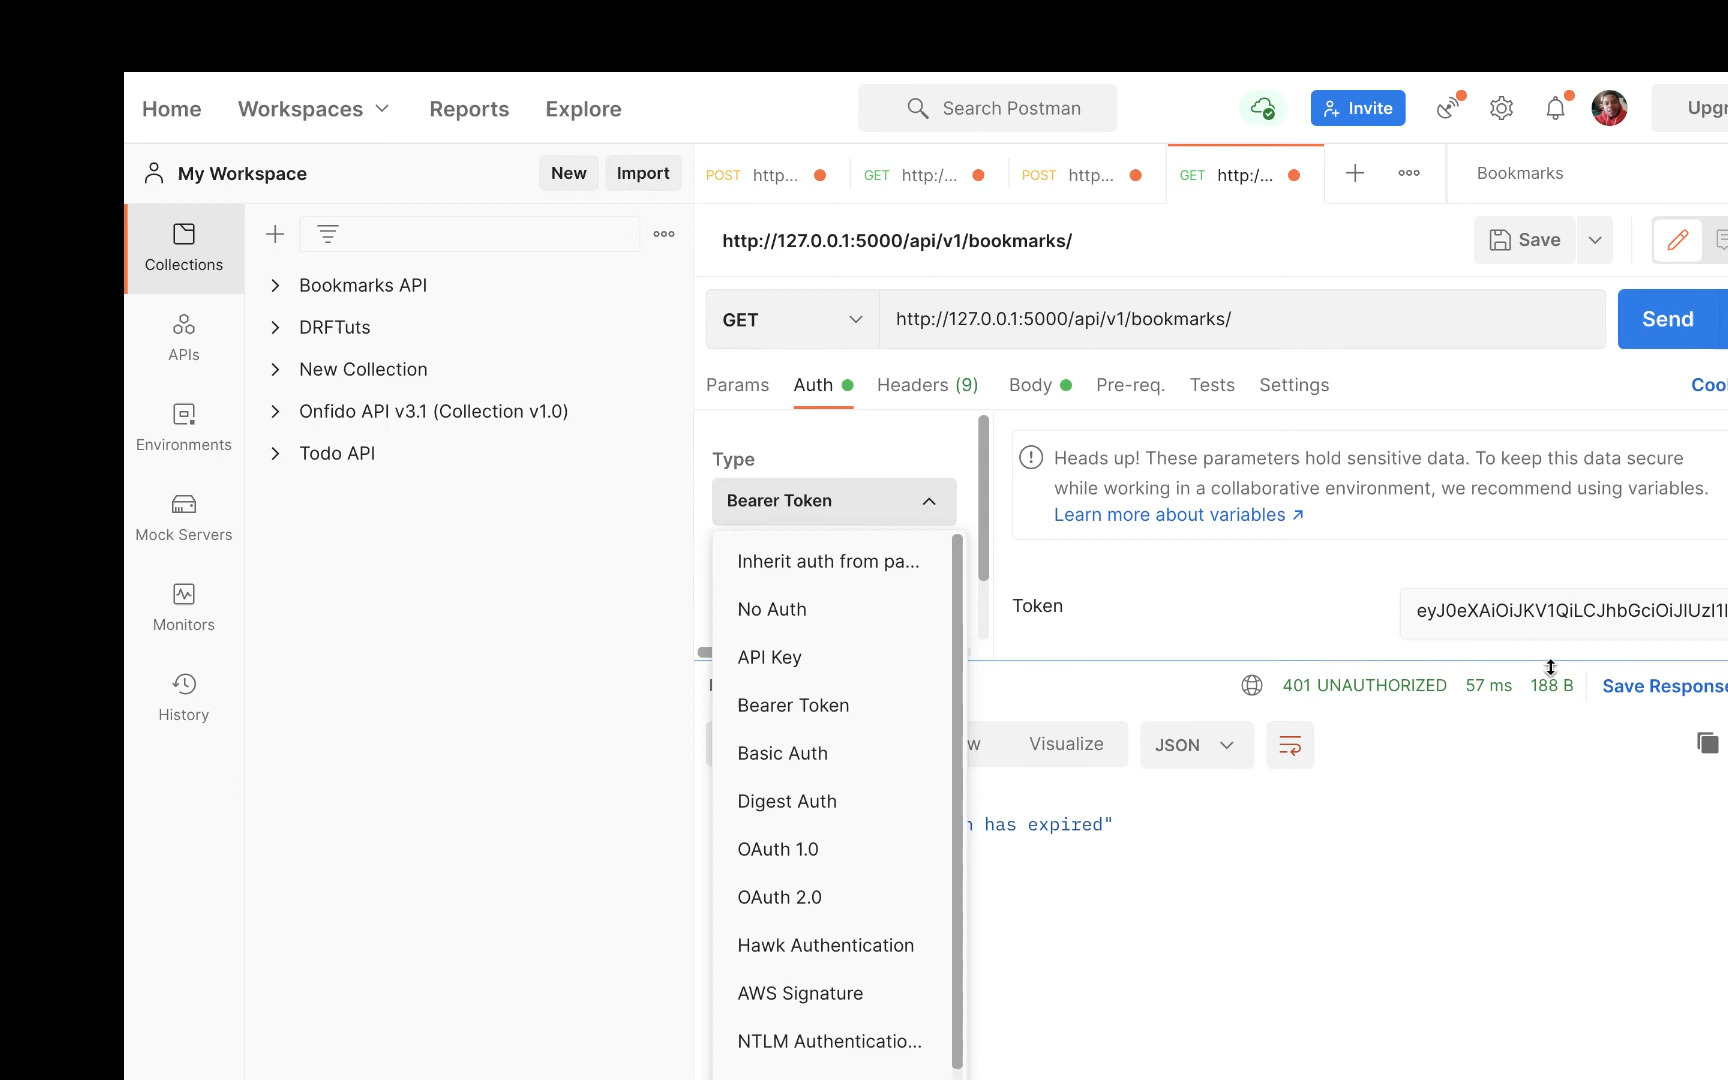 Home Workspaces Reports Explore Search Postman Invite
My Workspace New Import POST http... GET http:/... POST http... GET http:/... Bookmarks
Collections
APIs
Environments
Mock Servers
Monitors
History
Bookmarks API
DRFTuts
New Collection
Onfido API v3.1 (Collection v1.0)
Todo API
http://127.0.0.1:5000/api/v1/bookmarks/ Save
GET http://127.0.0.1:5000/api/v1/bookmarks/ Send
Params Auth Headers (9) Body Pre-req. Tests Settings
Type
Bearer Token
Inherit auth from pa...
No Auth
API Key
Bearer Token
Basic Auth
Digest Auth
OAuth 1.0
OAuth 2.0
Hawk Authentication
AWS Signature
NTLM Authenticatio...
Heads up! These parameters hold sensitive data. To keep this data secure
while working in a collaborative environment, we recommend using variables.
Learn more about variables ↗
Token
401 UNAUTHORIZED 57 ms 188 B Save Response
Visualize JSON
has expired"